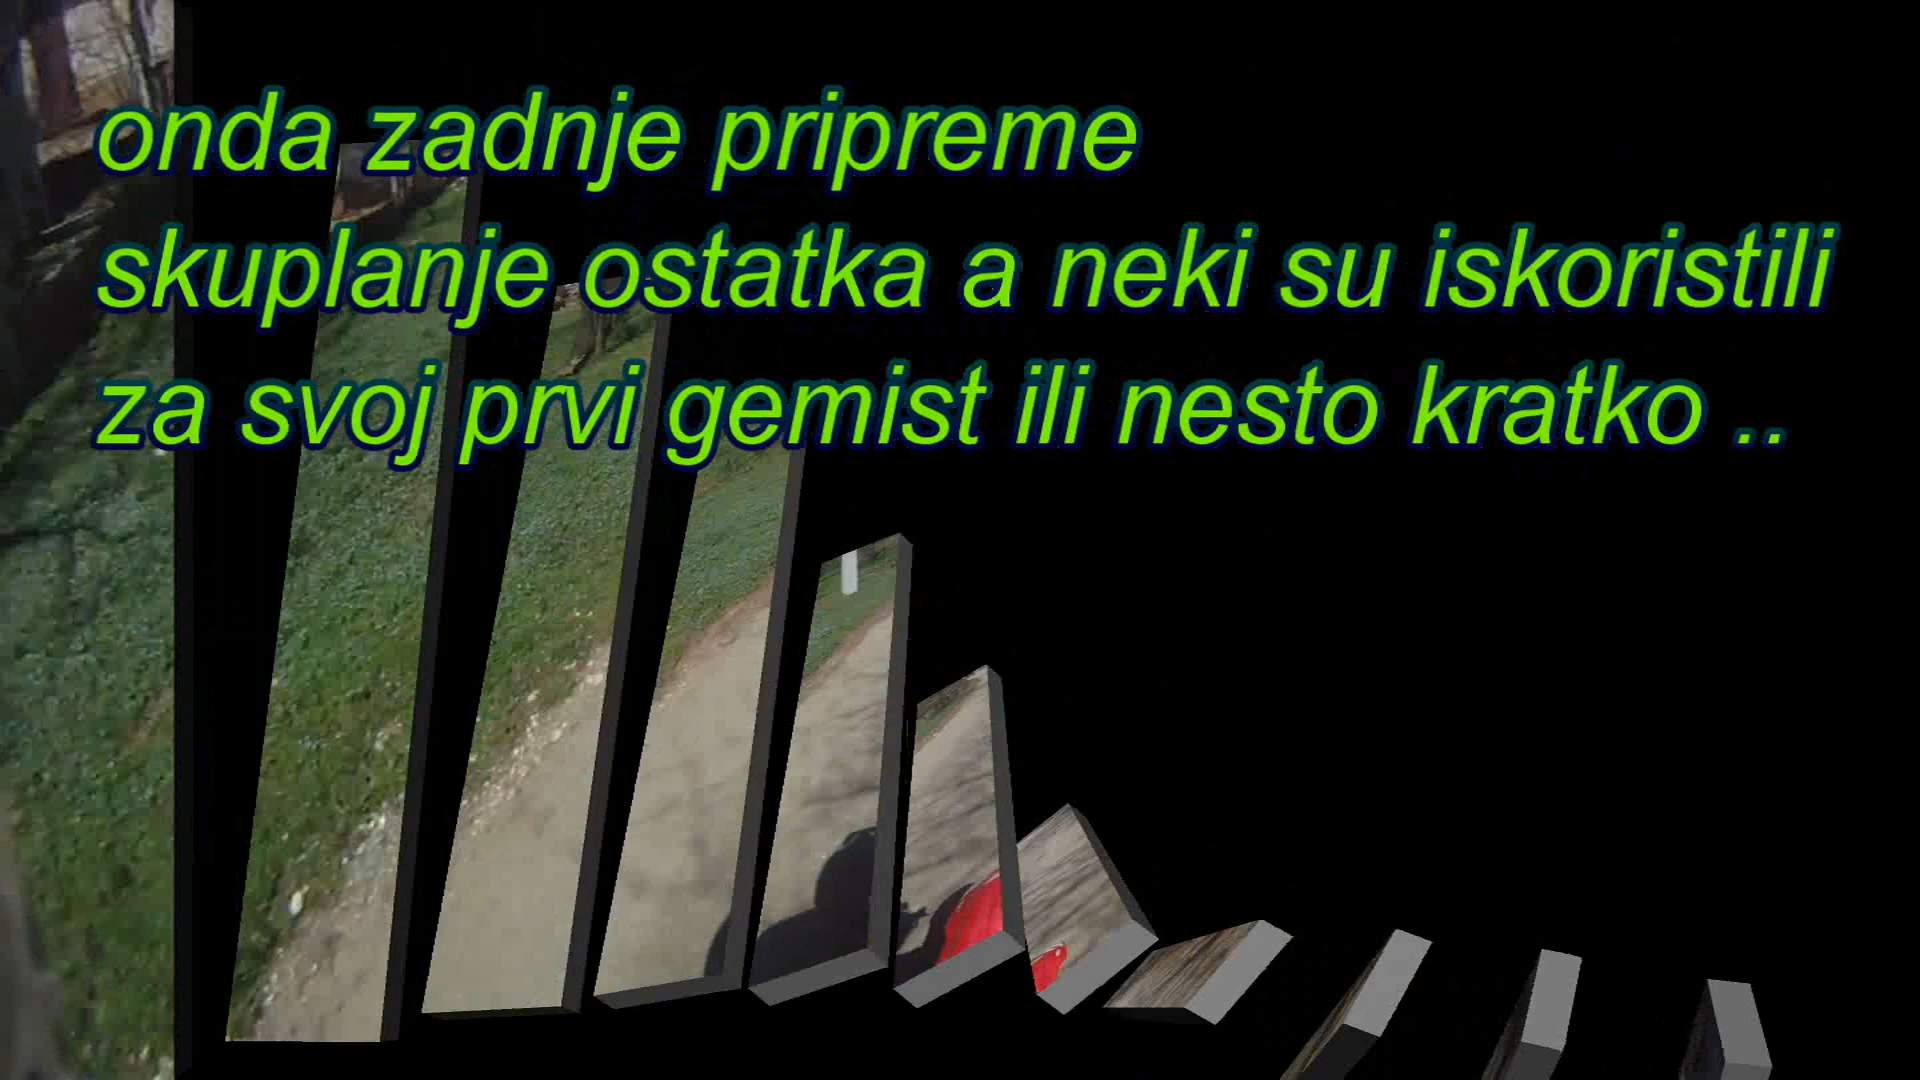 onda zadnje pripreme
skuplanje ostatka a neki su iskoristili
za svoj prvi gemist ili nesto kratko ..